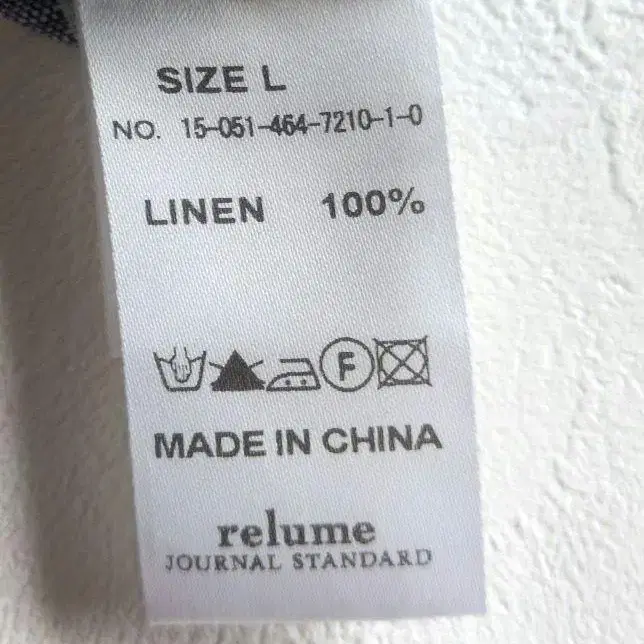 SIZE L
NO. 15-051-464-7210-1-0
LINEN 100%
F
MADE IN CHINA
relume
JOURNAL STANDARD